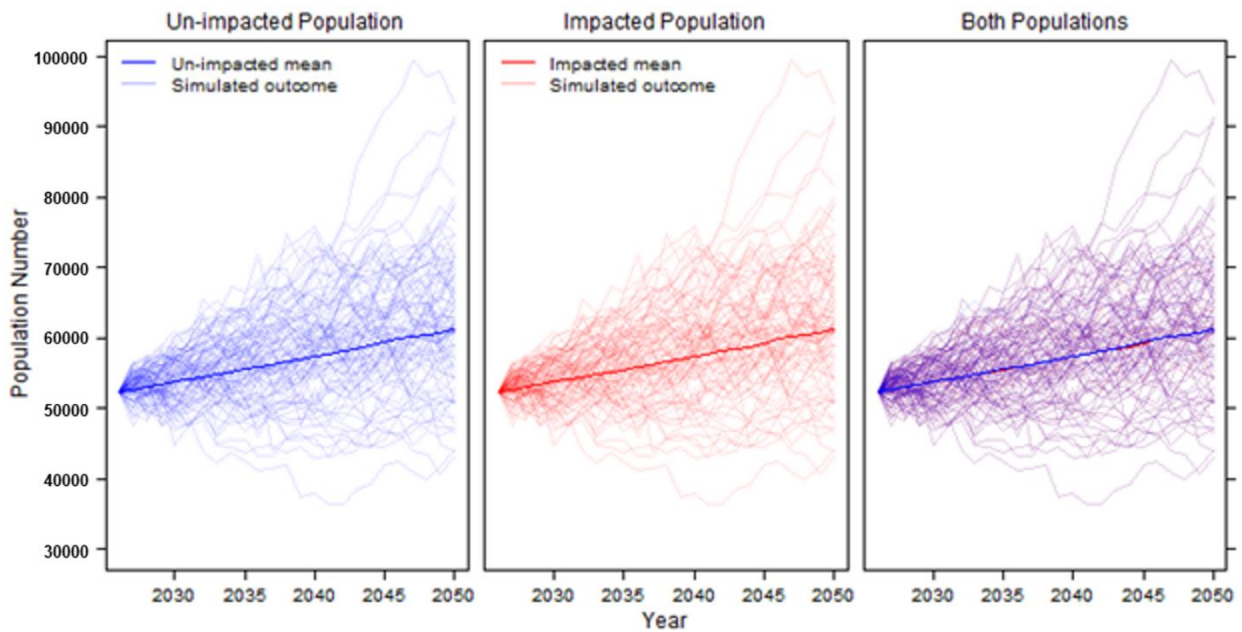 Un-impacted Population
Impacted Population
Both Populations
Un-impacted mean
Simulated outcome
Impacted mean
Simulated outcome
Population Number
100000
90000
80000
70000
60000
50000
40000
30000
2030 2035 2040 2045 2050
2030 2035 2040 2045 2050
2030 2035 2040 2045 2050
Year